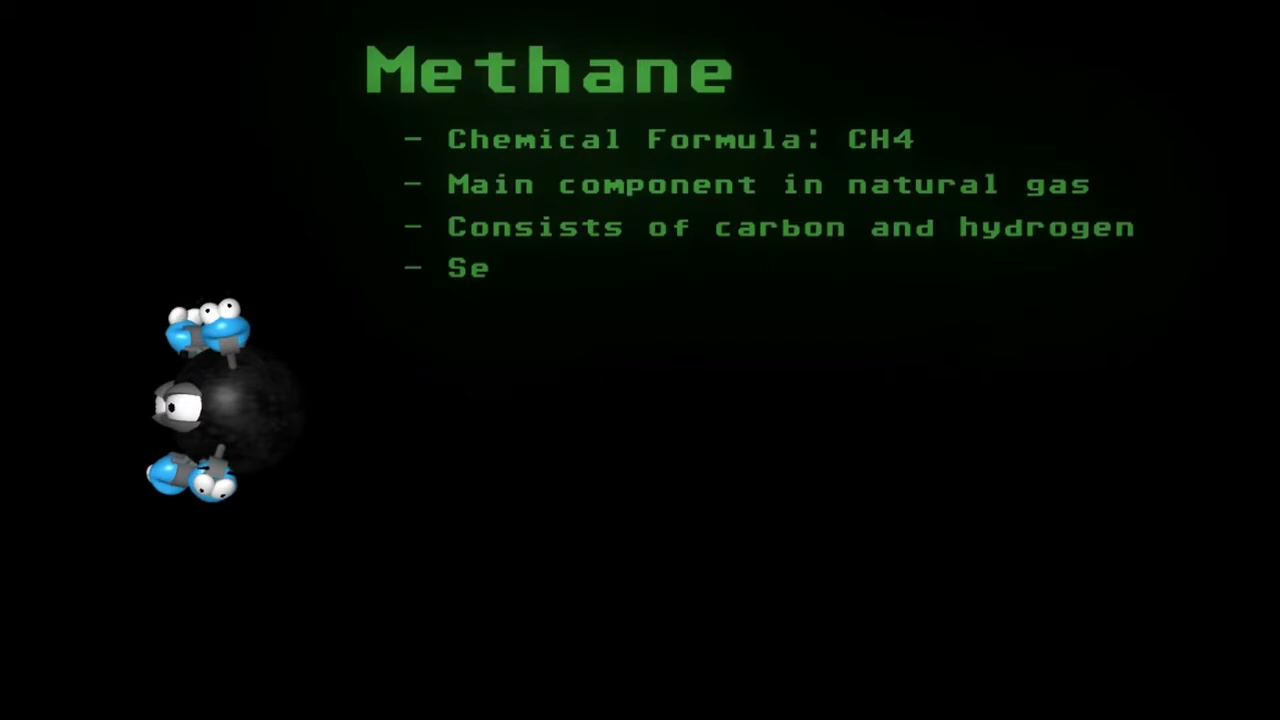 Methane
- Chemical Formula: CH4
- Main component in natural gas
- Consists of carbon and hydrogen
- Se